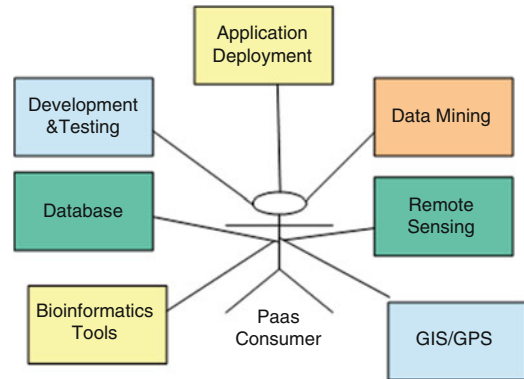 Application
Deployment
Development
&Testing
Data Mining
Database
Remote
Sensing
Bioinformatics
Tools
Paas
Consumer
GIS/GPS